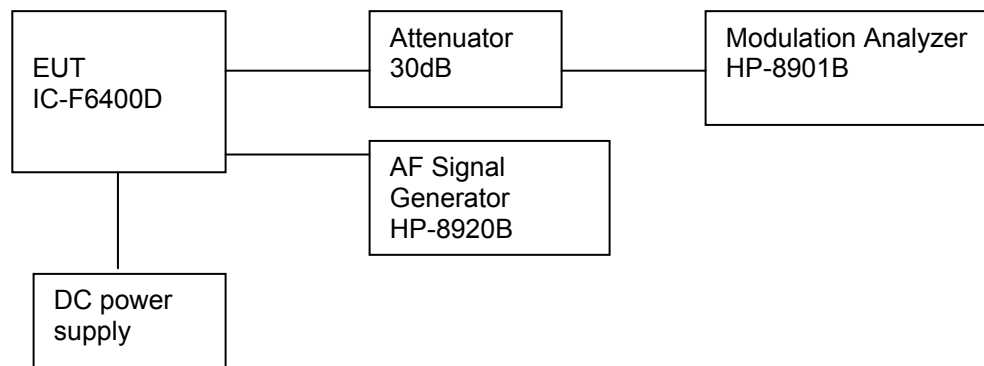 EUT
IC-F6400D
Attenuator
30dB
Modulation Analyzer
HP-8901B
AF Signal
Generator
HP-8920B
DC power
supply